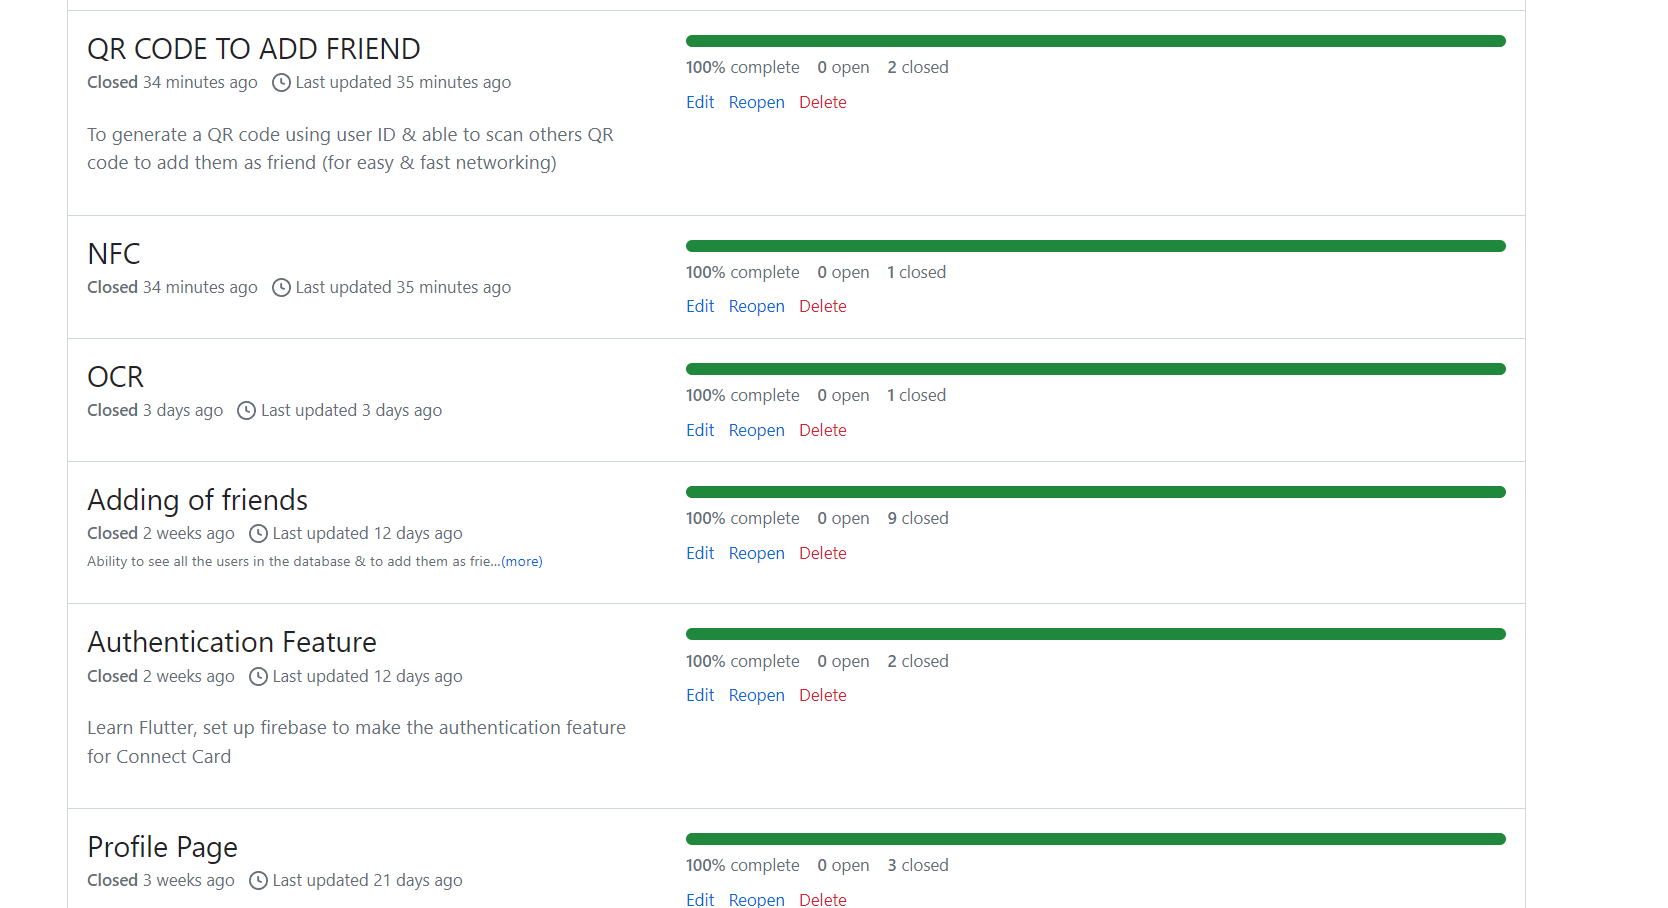 QR CODE TO ADD FRIEND
Closed 34 minutes ago Last updated 35 minutes ago
To generate a QR code using user ID & able to scan others QR
code to add them as friend (for easy & fast networking)
100% complete 0 open 2 closed
Edit Reopen Delete
NFC
Closed 34 minutes ago Last updated 35 minutes ago
100% complete 0 open 1 closed
Edit Reopen Delete
OCR
Closed 3 days ago Last updated 3 days ago
100% complete 0 open 1 closed
Edit Reopen Delete
Adding of friends
Closed 2 weeks ago Last updated 12 days ago
Ability to see all the users in the database & to add them as frie...(more)
100% complete 0 open 9 closed
Edit Reopen Delete
Authentication Feature
Closed 2 weeks ago Last updated 12 days ago
Learn Flutter, set up firebase to make the authentication feature
for Connect Card
100% complete 0 open 2 closed
Edit Reopen Delete
Profile Page
Closed 3 weeks ago Last updated 21 days ago
100% complete 0 open 3 closed
Edit Reopen Delete